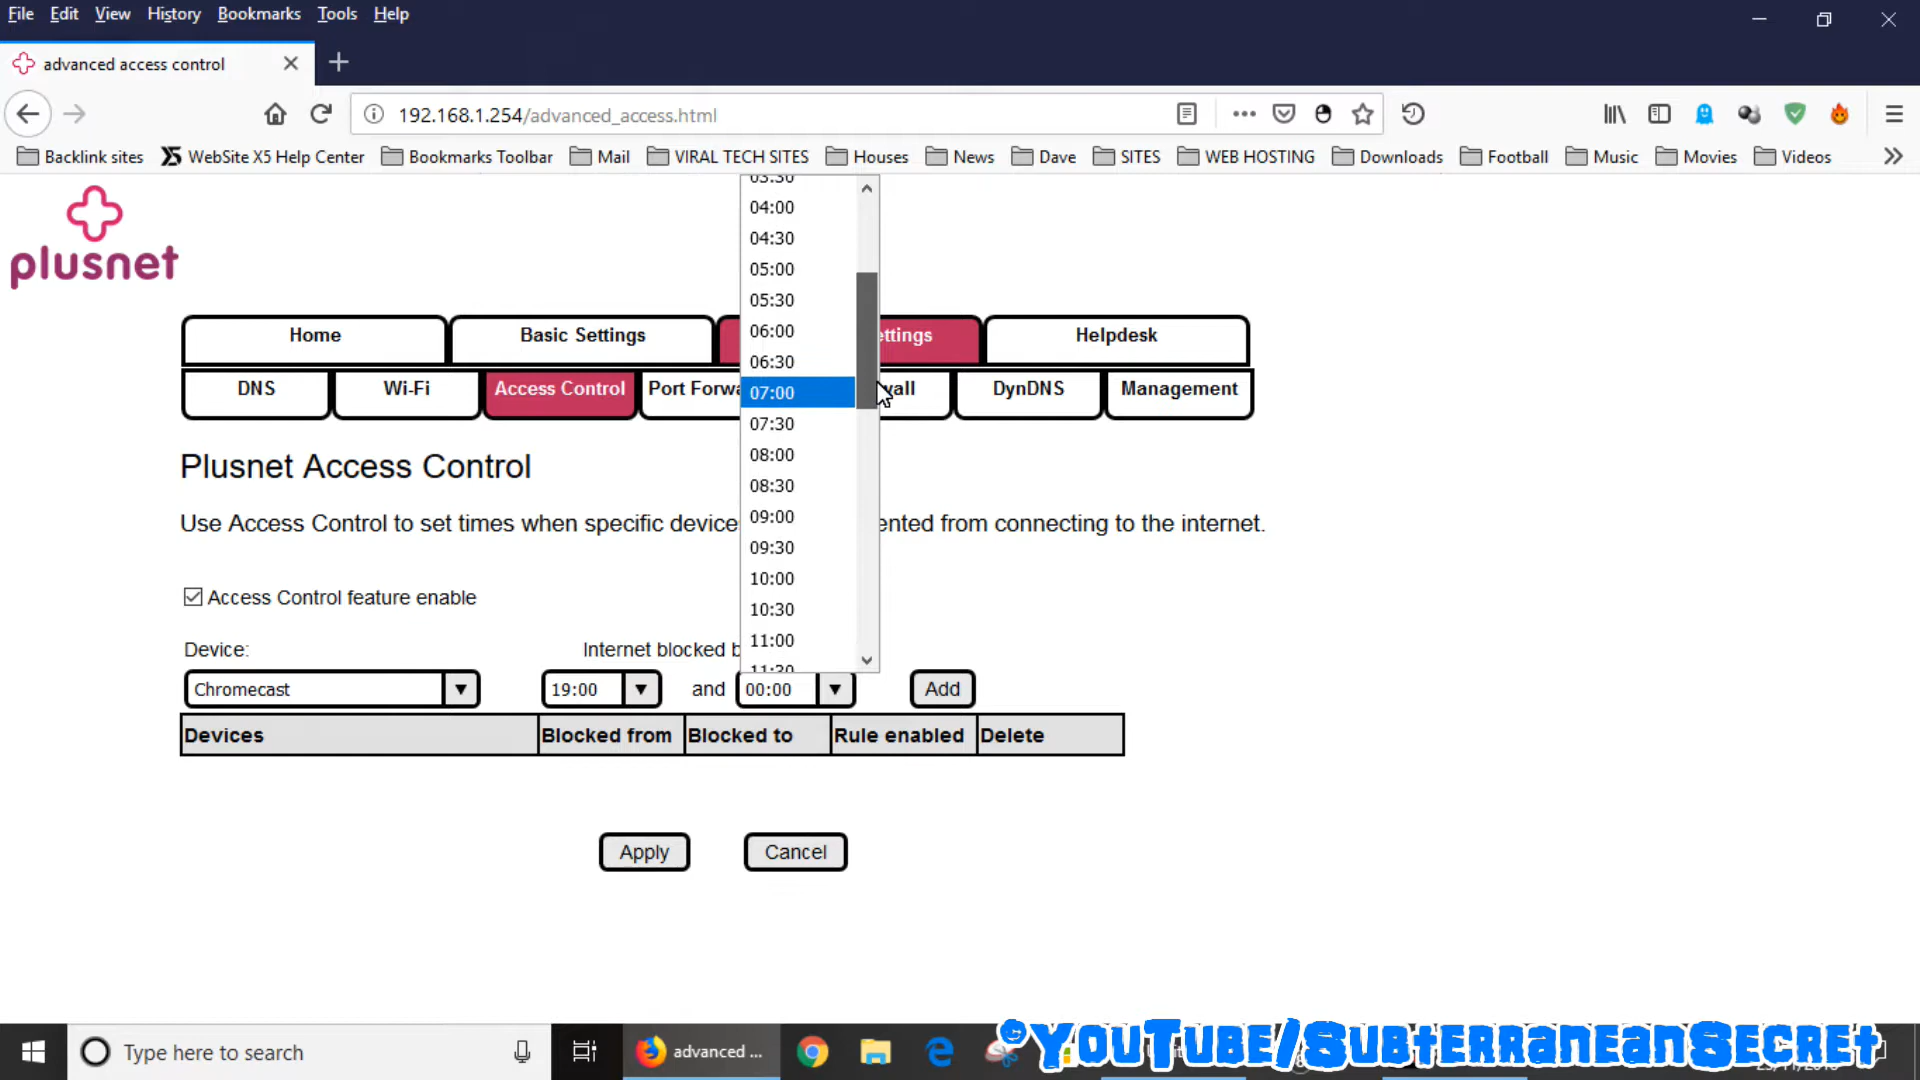 File Edit View History Bookmarks Tools Help
advanced access control
192.168.1.254/advanced_access.html
Backlink sites WebSite X5 Help Center Bookmarks Toolbar Mail VIRAL TECH SITES Houses News Dave SITES WEB HOSTING Downloads Football Music Movies Videos
plusnet
03:30
04:00
04:30
05:00
05:30
06:00
06:30
07:00
07:30
08:00
08:30
09:00
09:30
10:00
10:30
11:00
11:30
Home Basic Settings ettings Helpdesk
DNS Wi-Fi Access Control Port Forwa wall DynDNS Management
Plusnet Access Control
Use Access Control to set times when specific device ented from connecting to the internet.
Access Control feature enable
Device: Internet blocked b
Chromecast 19:00 and 00:00 Add
Devices Blocked from Blocked to Rule enabled Delete
Apply Cancel
Type here to search advanced ...
©YouTube/SubterraneanSecret